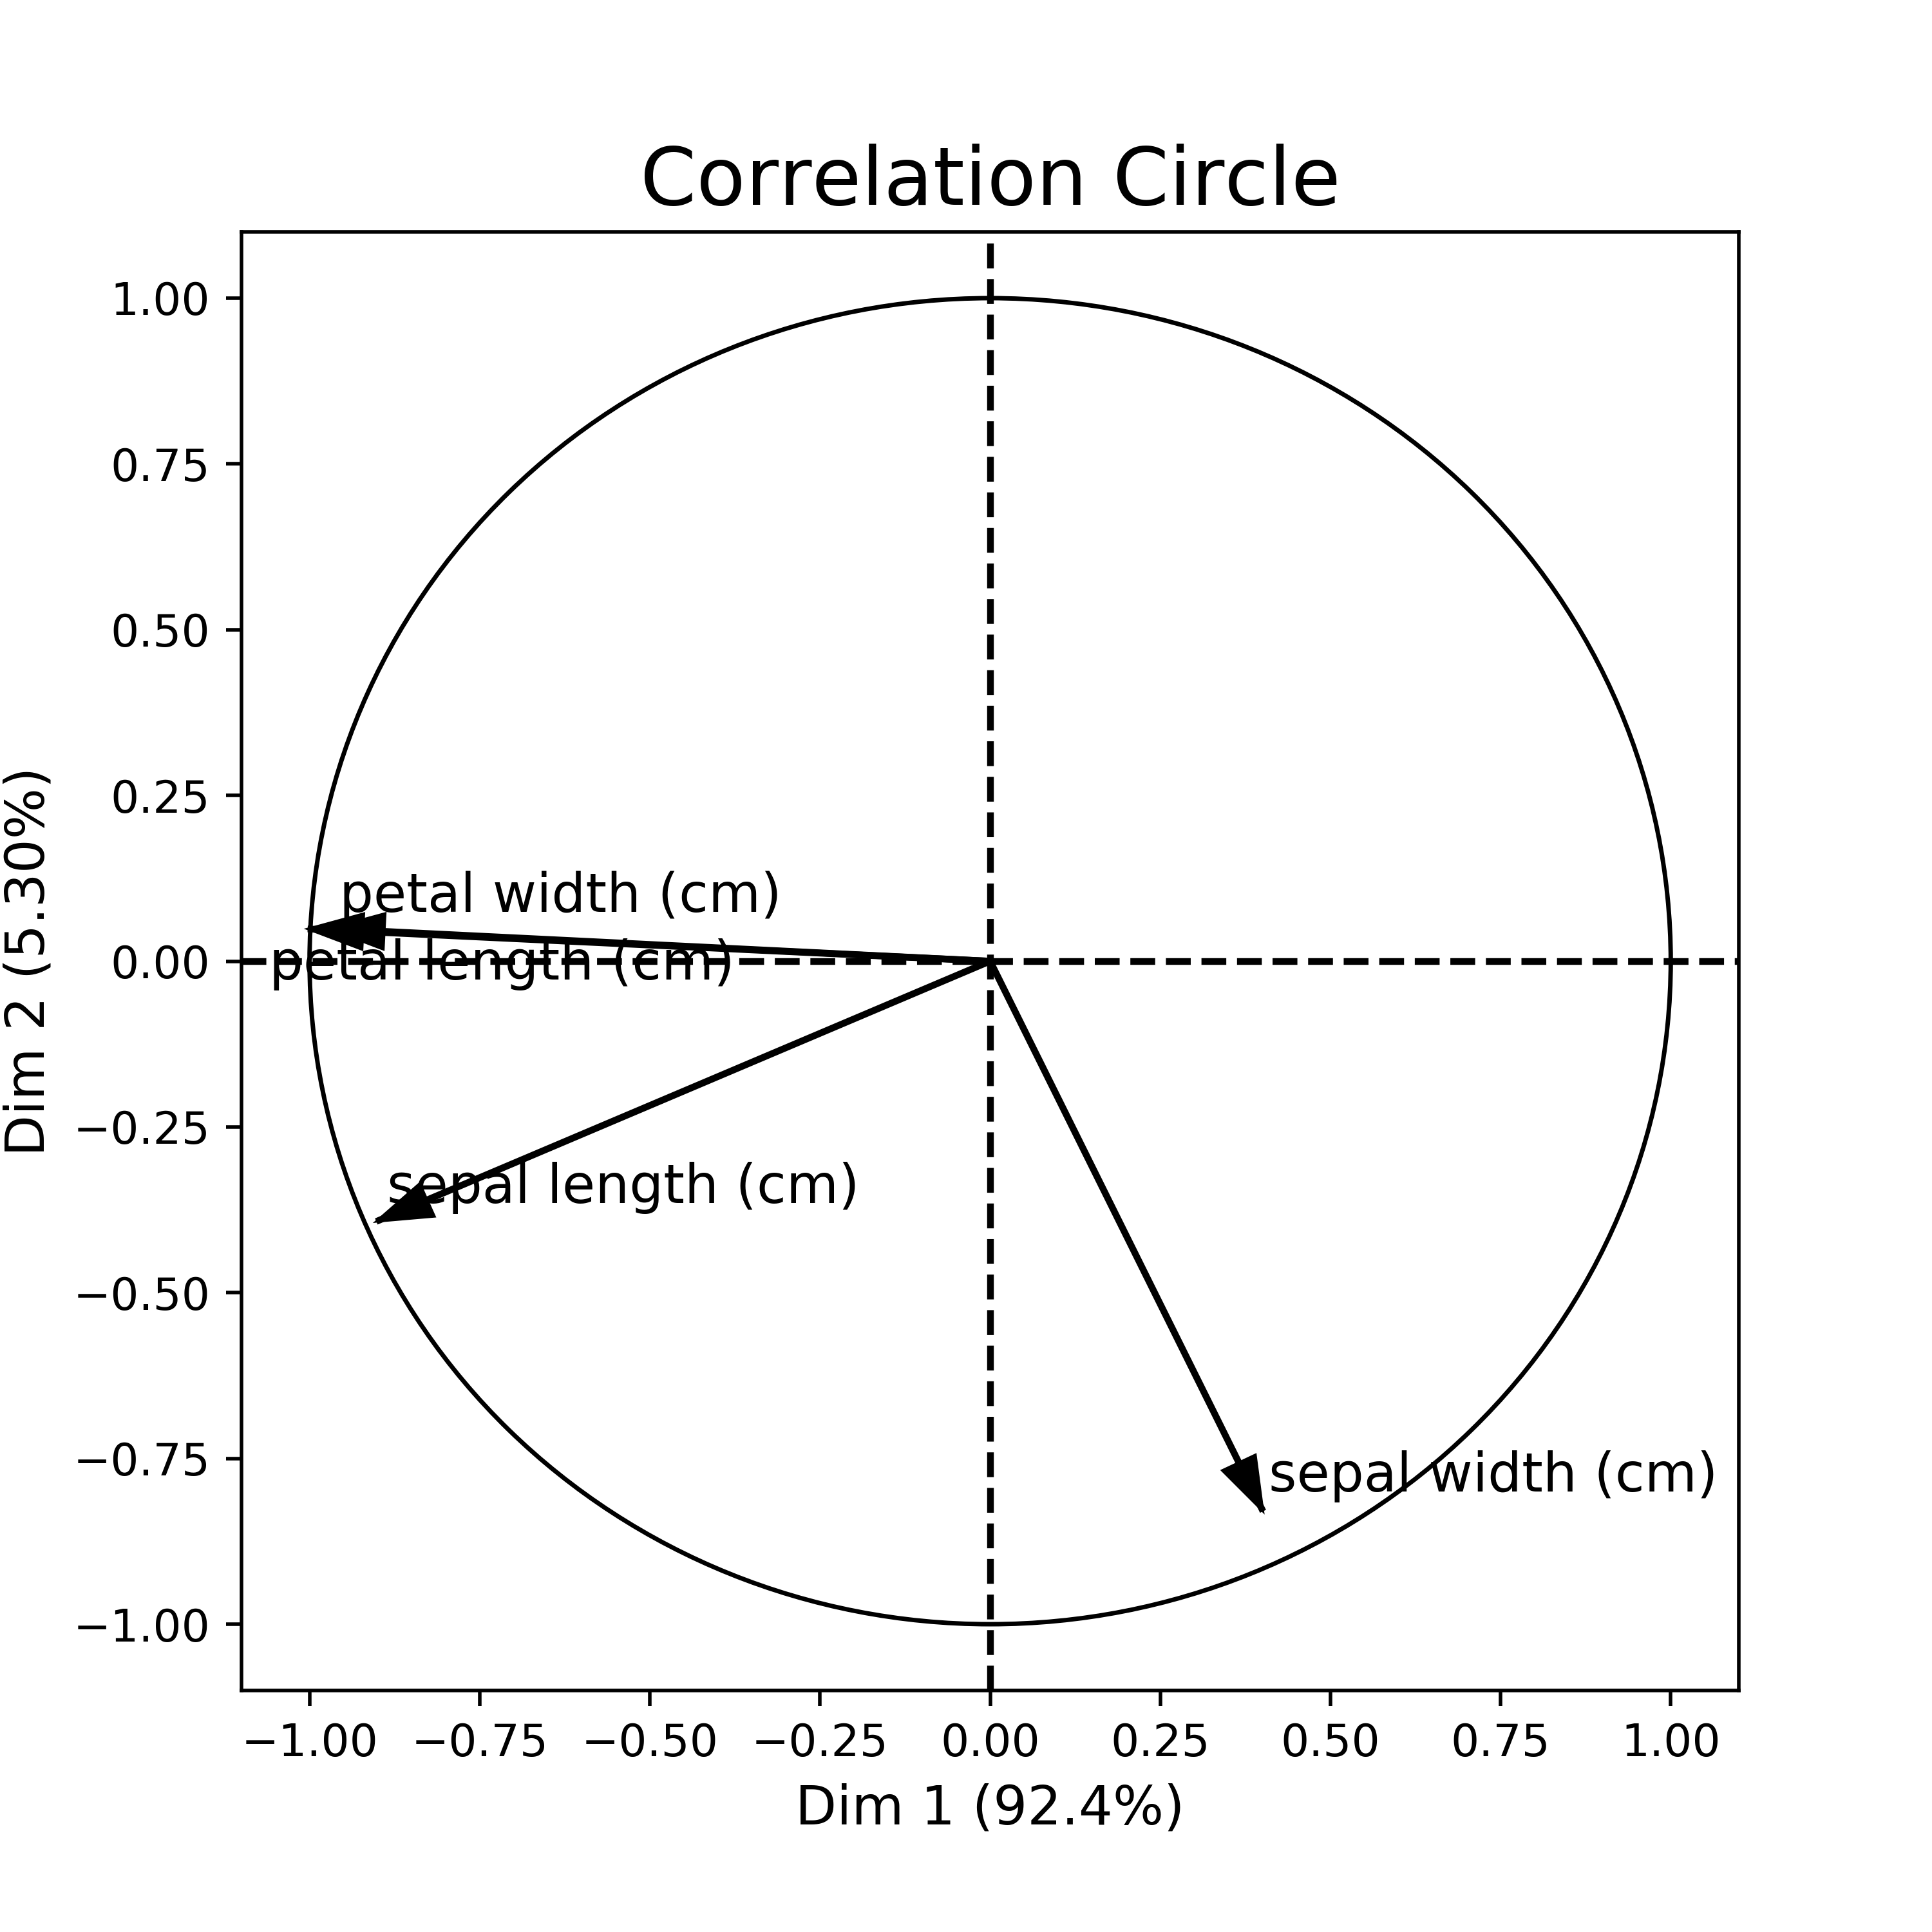 Correlation Circle
1.00
0.75
0.50
0.25
0.00
−0.25
−0.50
−0.75
−1.00
Dim 2 (5.30%)
petal width (cm)
petal length (cm)
sepal length (cm)
sepal width (cm)
−1.00 −0.75 −0.50 −0.25 0.00 0.25 0.50 0.75 1.00
Dim 1 (92.4%)